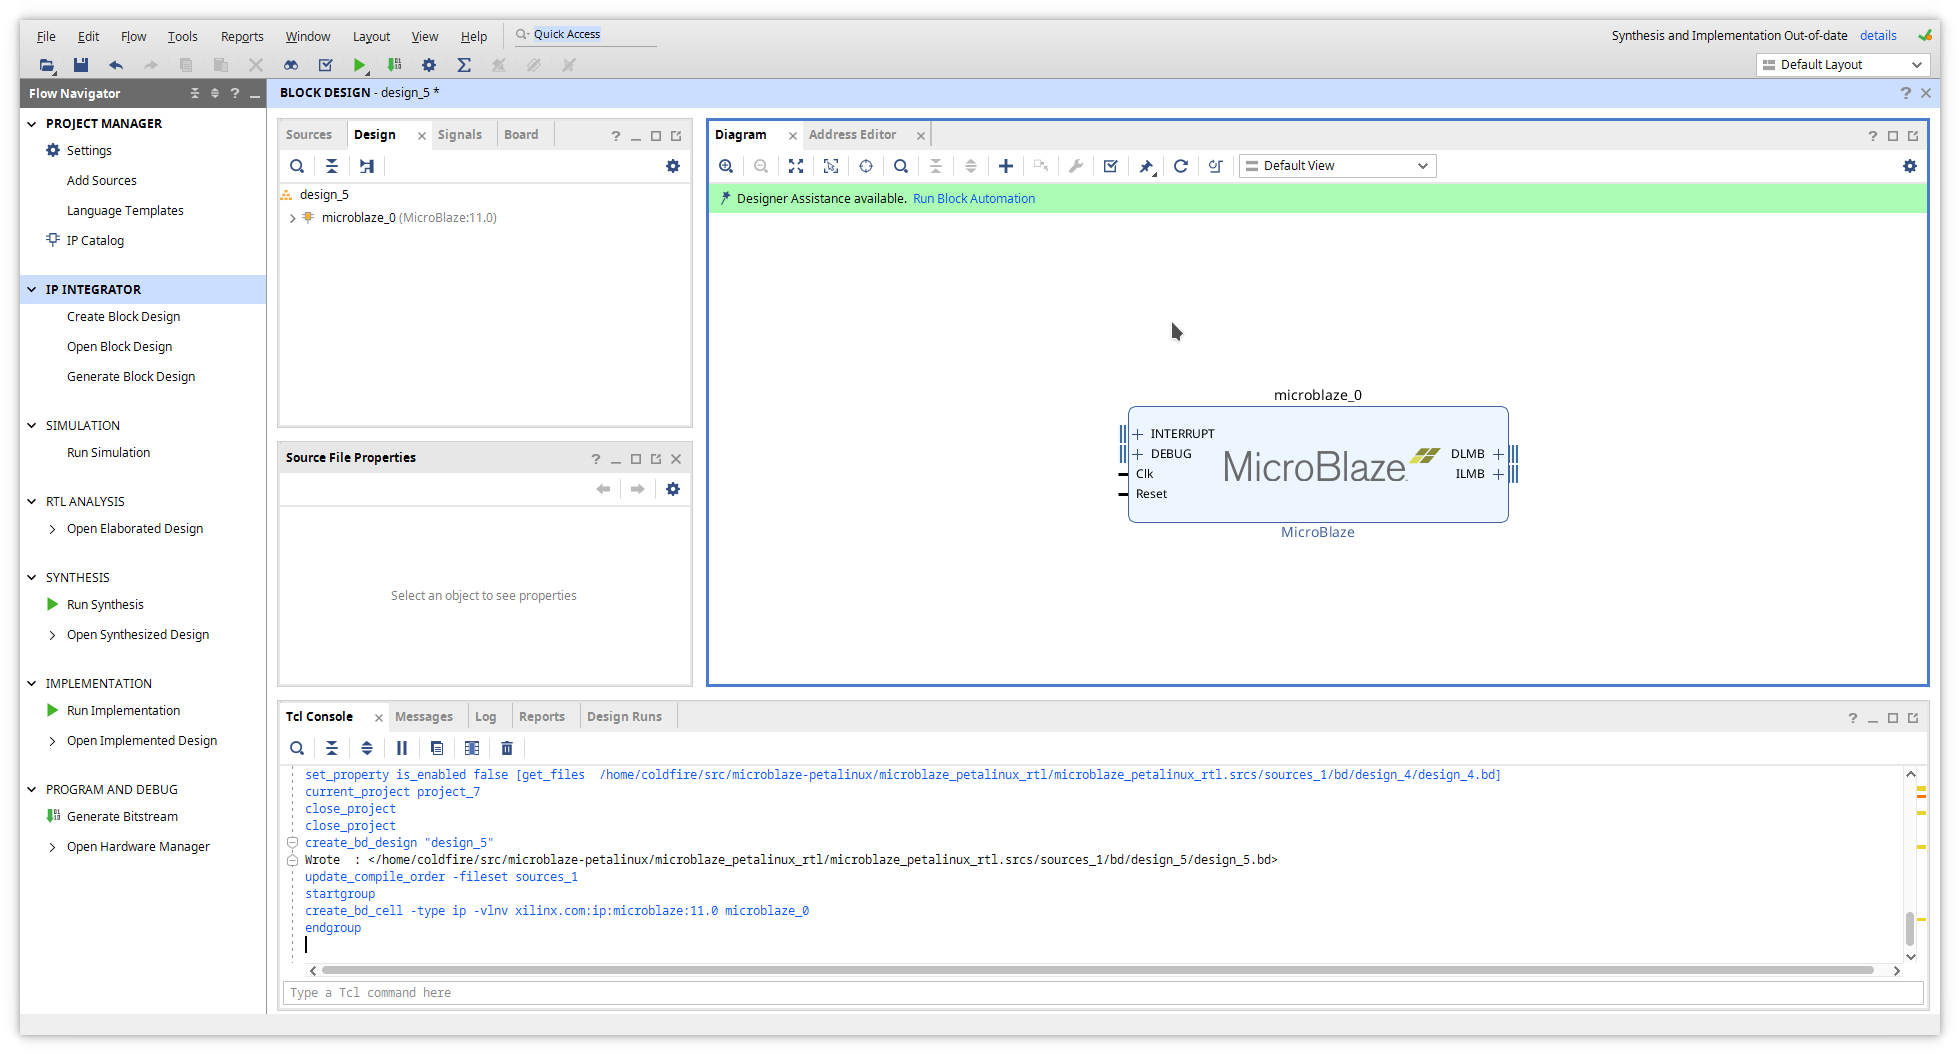 File Edit Flow Tools Reports Window Layout View Help Quick Access
Synthesis and Implementation Out-of-date details
Default Layout
Flow Navigator
PROJECT MANAGER
Settings
Add Sources
Language Templates
IP Catalog
IP INTEGRATOR
Create Block Design
Open Block Design
Generate Block Design
SIMULATION
Run Simulation
RTL ANALYSIS
Open Elaborated Design
SYNTHESIS
Run Synthesis
Open Synthesized Design
IMPLEMENTATION
Run Implementation
Open Implemented Design
PROGRAM AND DEBUG
Generate Bitstream
Open Hardware Manager
BLOCK DESIGN - design_5 *
Sources Design Signals Board
design_5
microblaze_0 (MicroBlaze:11.0)
Source File Properties
Select an object to see properties
Diagram Address Editor
Default View
Designer Assistance available. Run Block Automation
microblaze_0
INTERRUPT
DEBUG
Clk
Reset
MicroBlaze
DLMB
ILMB
MicroBlaze
Tcl Console Messages Log Reports Design Runs
set_property is_enabled false [get_files  /home/coldfire/src/microblaze-petalinux/microblaze_petalinux_rtl/microblaze_petalinux_rtl.srcs/sources_1/bd/design_4/design_4.bd]
current_project project_7
close_project
close_project
create_bd_design "design_5"
Wrote  : </home/coldfire/src/microblaze-petalinux/microblaze_petalinux_rtl/microblaze_petalinux_rtl.srcs/sources_1/bd/design_5/design_5.bd>
update_compile_order -fileset sources_1
startgroup
create_bd_cell -type ip -vlnv xilinx.com:ip:microblaze:11.0 microblaze_0
endgroup
Type a Tcl command here